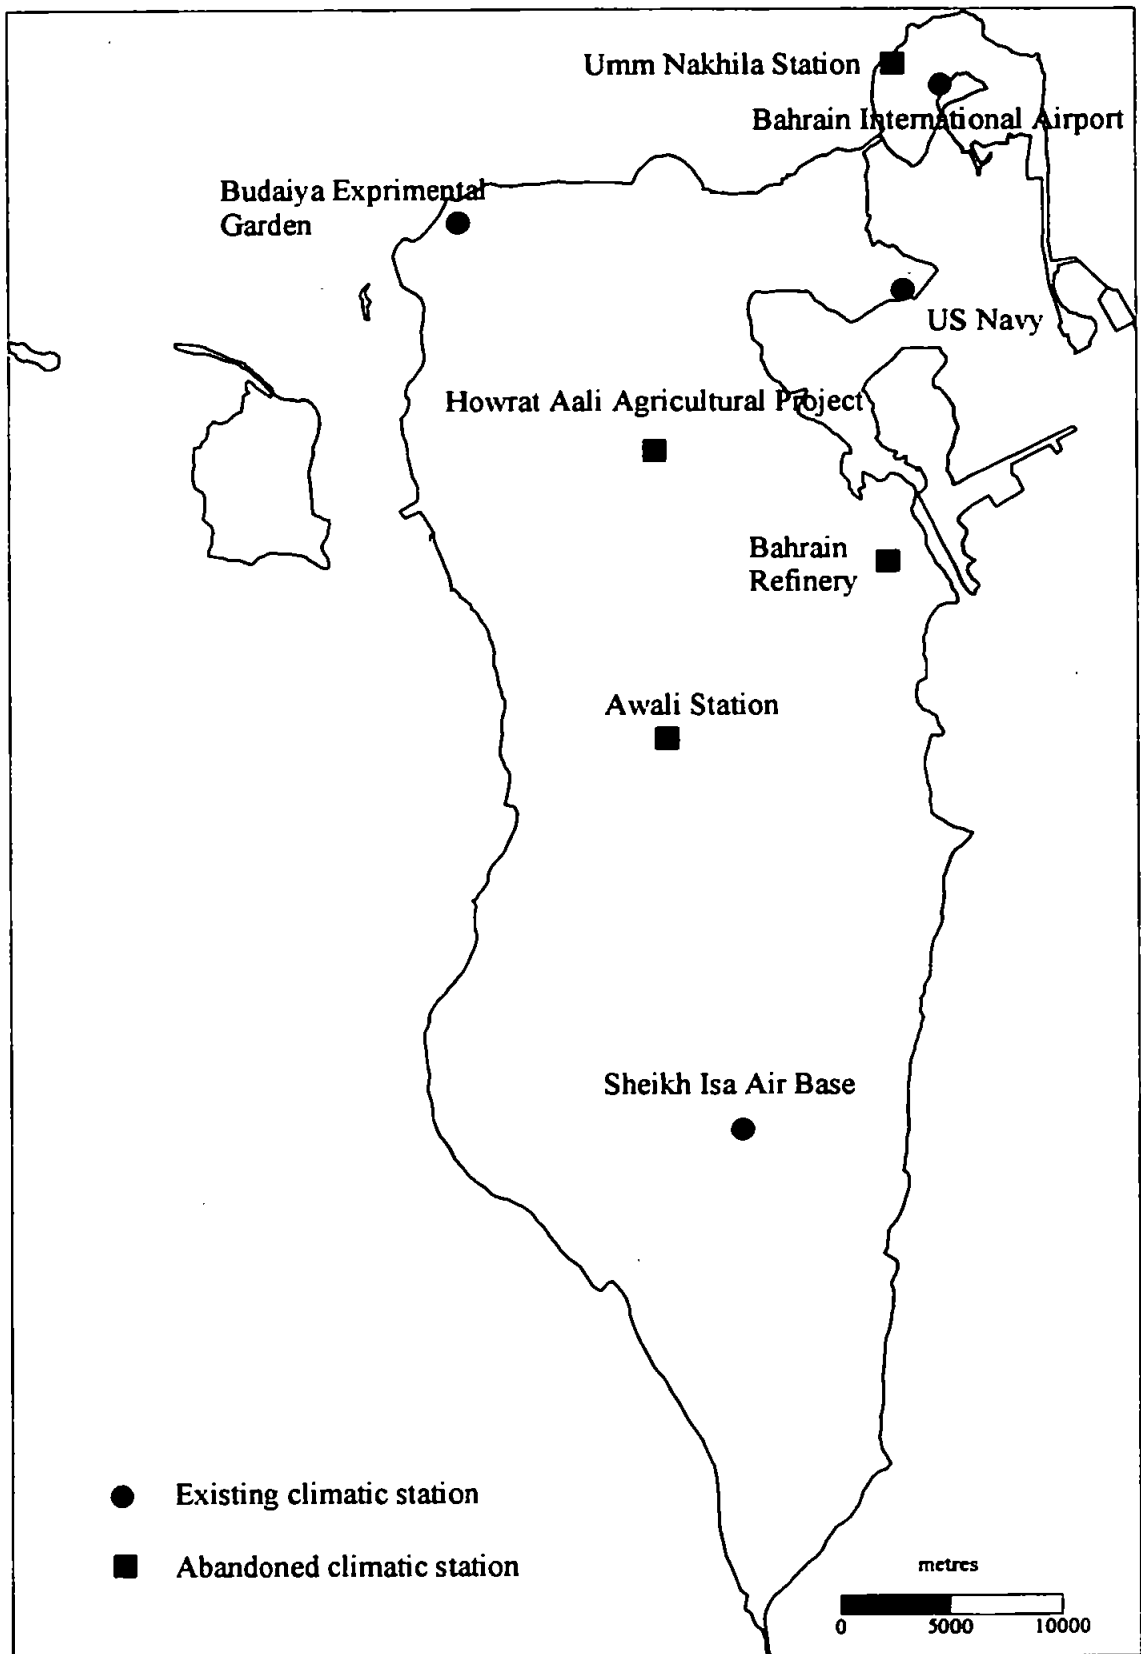 Umm Nakhila Station
Bahrain International Airport
Budaiya Exprimental
Garden
US Navy
Howrat Aali Agricultural Project
Bahrain
Refinery
Awali Station
Sheikh Isa Air Base
Existing climatic station
Abandoned climatic station
metres
0 5000 10000